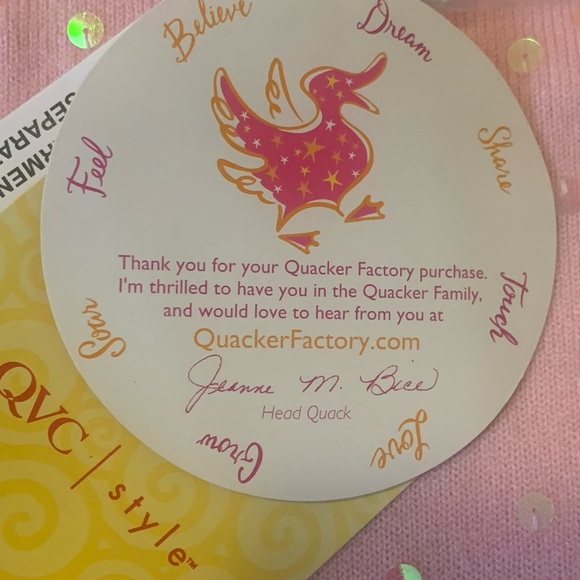 Believe
Dream
Share
Touch
Love
Grow
Soar
Feel
Thank you for your Quacker Factory purchase.
I'm thrilled to have you in the Quacker Family,
and would love to hear from you at
QuackerFactory.com
Jeanne M. Bice
Head Quack
QVC | style™